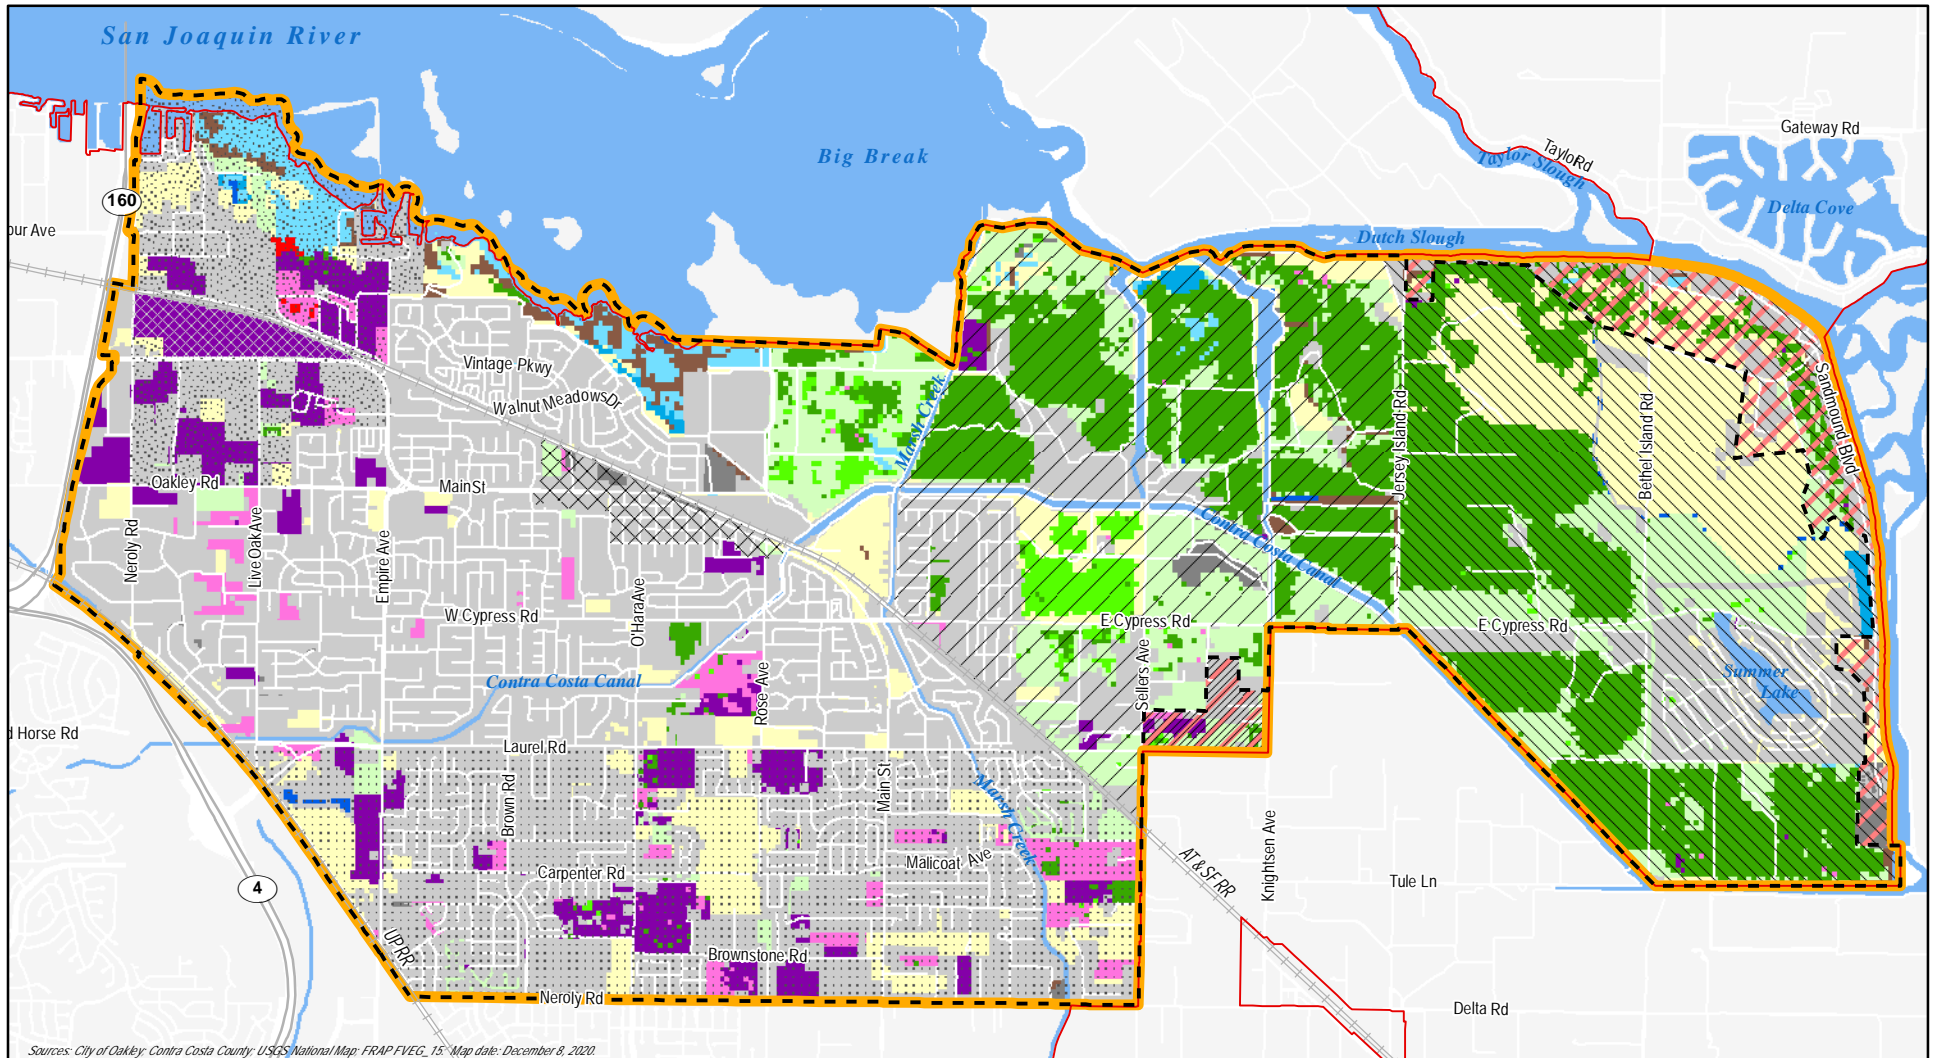 San Joaquin River
Big Break
Gateway Rd
Taylo Rd
Taylor Slough
Delta Cove
Dutch Slough
160
our Ave
Vintage Pkwy
Walnut Meadows Dr
Marsh Creek
Sandmound Blvd
Jersey Island Rd
Bethel Island Rd
Oakley Rd
Main St
Contra Costa Canal
Neroly Rd
Live Oak Ave
Empire Ave
O'Hara Ave
W Cypress Rd
E Cypress Rd
E Cypress Rd
Sellers Ave
Summer
Lake
Contra Costa Canal
Rose Ave
d Horse Rd
Laurel Rd
Brown Rd
Main St
Marsh Creek
Malicoat Ave
Carpenter Rd
AT & SF RR
Knightsen Ave
Tule Ln
4
UPRR
Brownstone Rd
Neroly Rd
Delta Rd
Sources: City of Oakley; Contra Costa County; USGS National Map; FRAP FVEG_15. Map date: December 8, 2020.